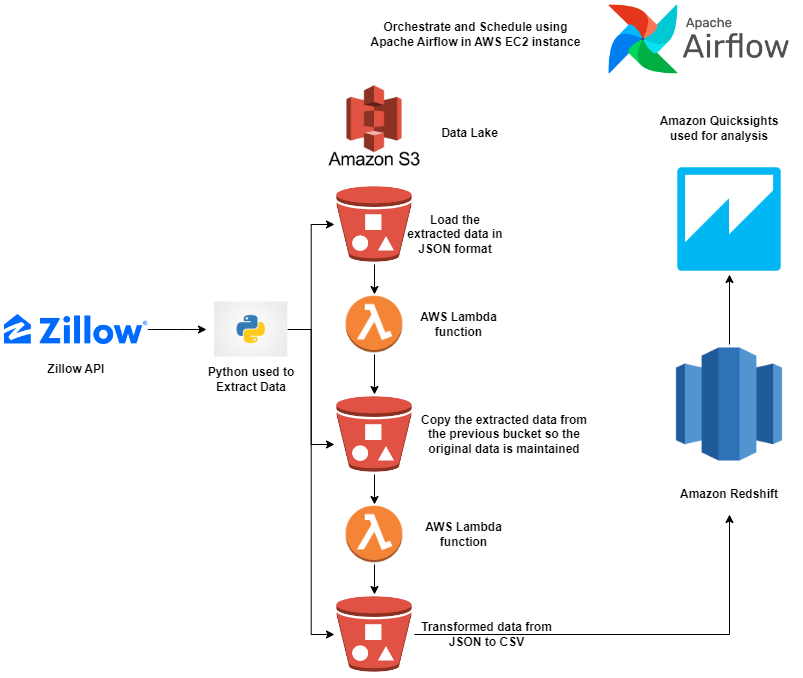 Orchestrate and Schedule using
Apache Airflow in AWS EC2 instance
Apache
Airflow
Amazon S3
Data Lake
Amazon Quicksights
used for analysis
Load the
extracted data in
JSON format
AWS Lambda
function
Zillow®
Zillow API
Python used to
Extract Data
Copy the extracted data from
the previous bucket so the
original data is maintained
Amazon Redshift
AWS Lambda
function
Transformed data from
JSON to CSV